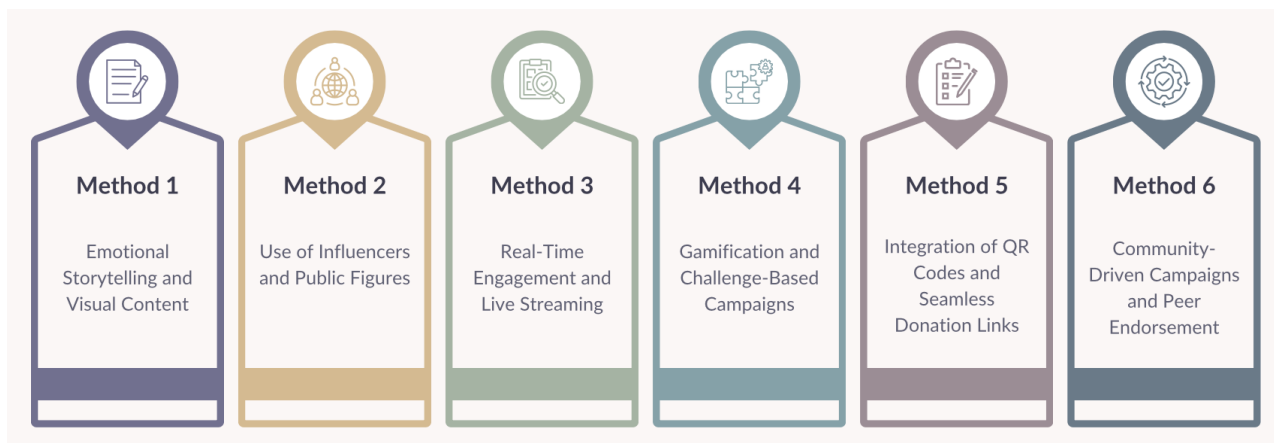 Method 1
Emotional
Storytelling and
Visual Content
Method 2
Use of Influencers
and Public Figures
Method 3
Real-Time
Engagement and
Live Streaming
Method 4
Gamification and
Challenge-Based
Campaigns
Method 5
Integration of QR
Codes and
Seamless
Donation Links
Method 6
Community-
Driven Campaigns
and Peer
Endorsement